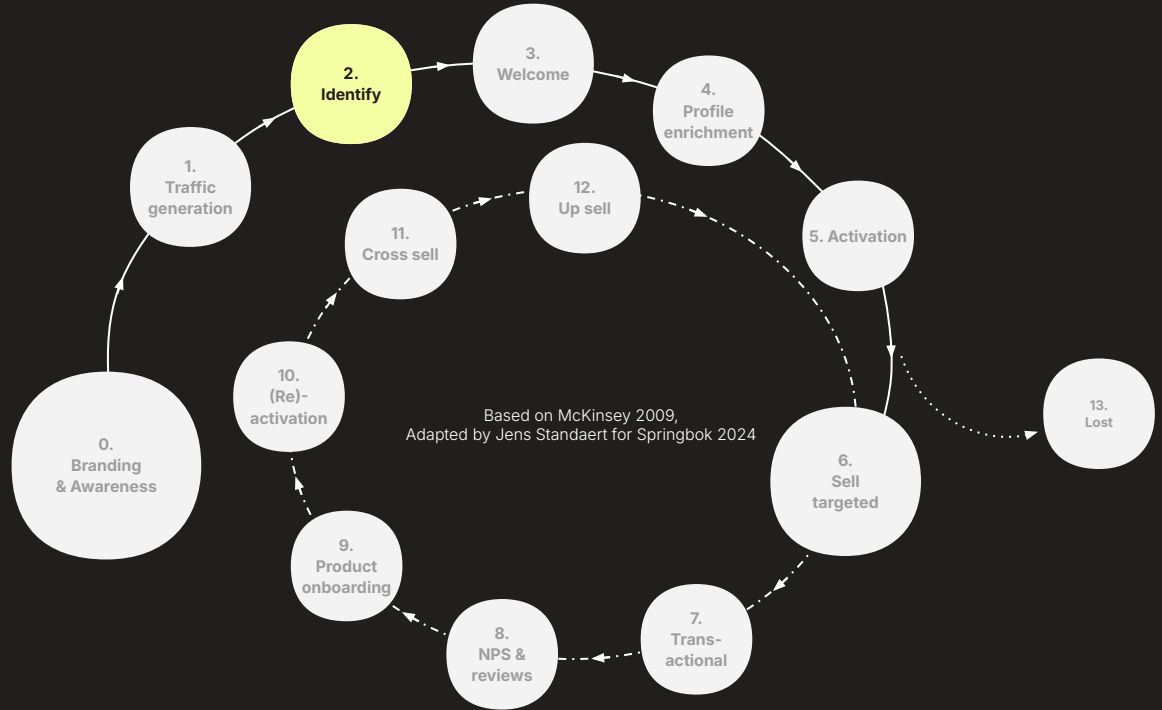 0.
Branding
& Awareness
1.
Traffic
generation
2.
Identify
3.
Welcome
4.
Profile
enrichment
5. Activation
6.
Sell
targeted
7.
Trans-
actional
8.
NPS &
reviews
9.
Product
onboarding
10.
(Re)-
activation
11.
Cross sell
12.
Up sell
13.
Lost
Based on McKinsey 2009,
Adapted by Jens Standaert for Springbok 2024